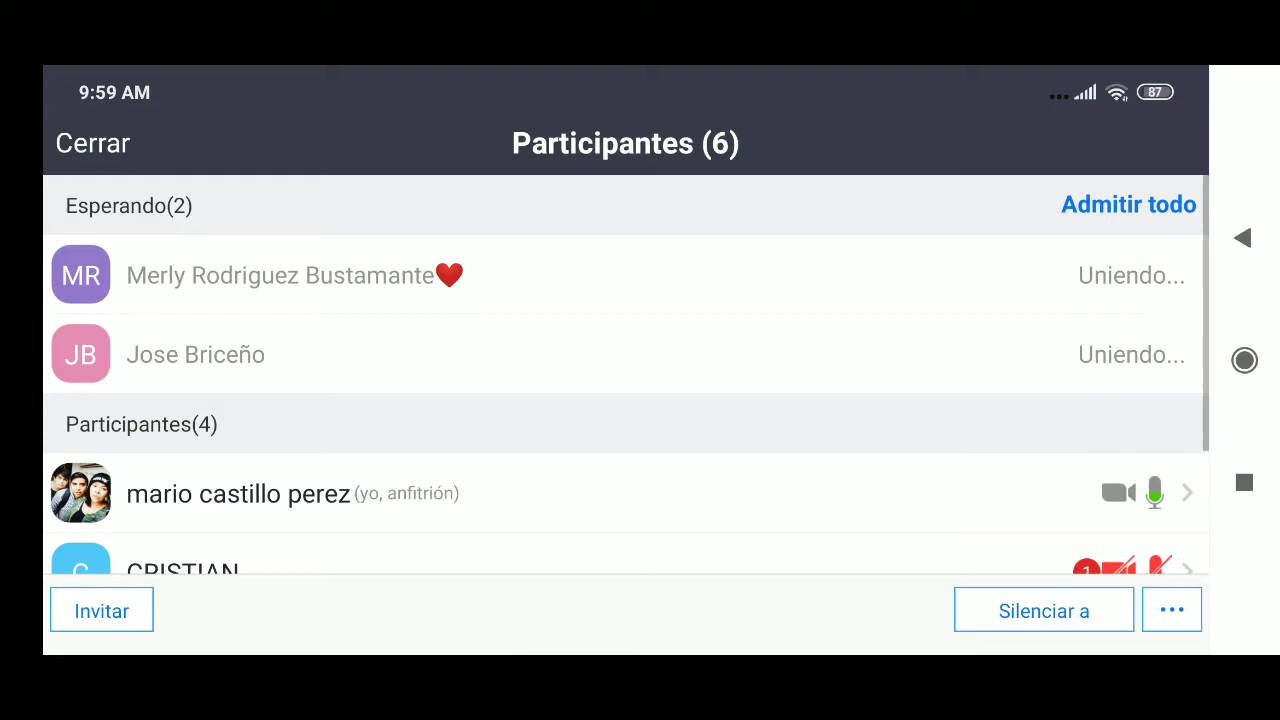 9:59 AM
87
Cerrar
Participantes (6)
Esperando(2)
Admitir todo
MR
Merly Rodriguez Bustamante❤️
Uniendo...
JB
Jose Briceño
Uniendo...
Participantes(4)
mario castillo perez (yo, anfitrión)
C
CRISTIAN
1
Invitar
Silenciar a
...